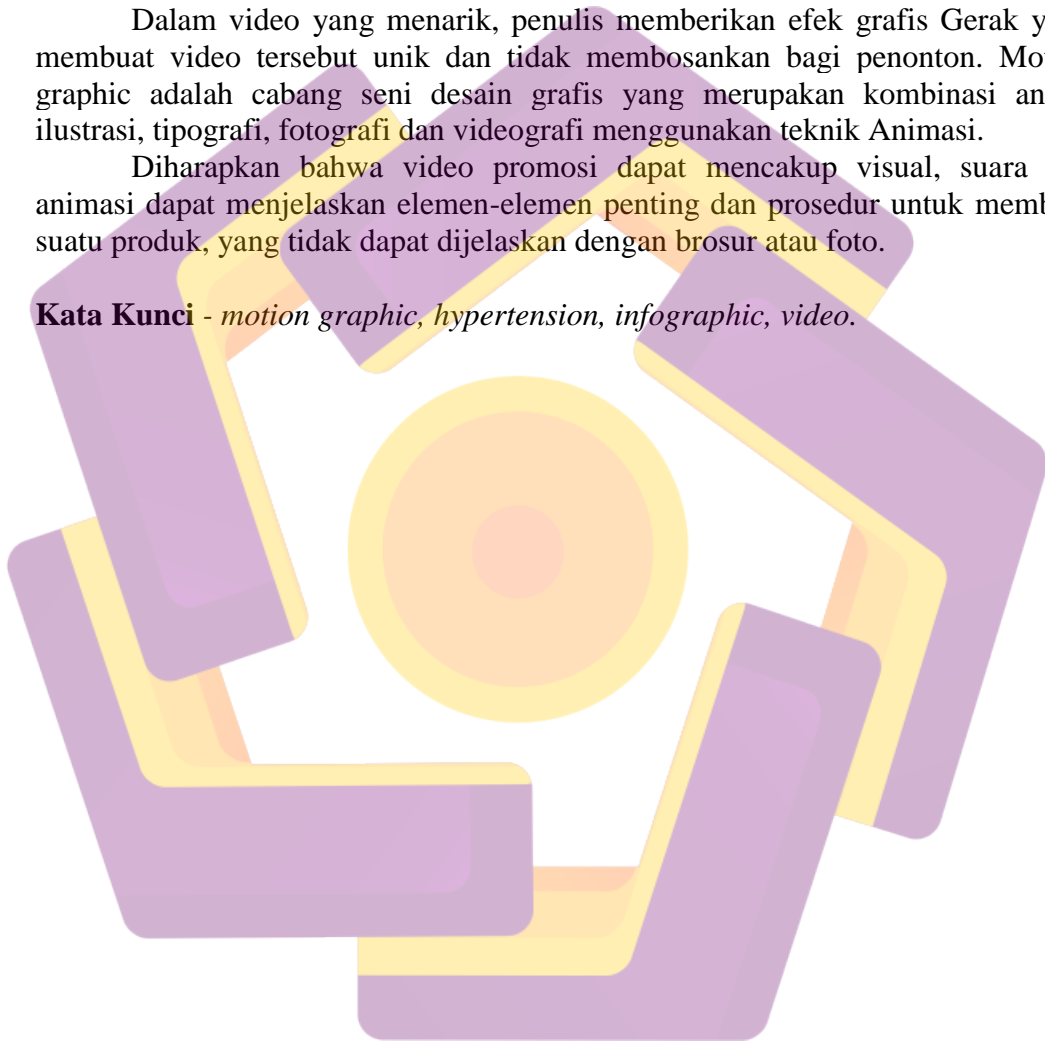 Dalam video yang menarik, penulis memberikan efek grafis Gerak y
membuat video tersebut unik dan tidak membosankan bagi penonton. Mo
graphic adalah cabang seni desain grafis yang merupakan kombinasi an
ilustrasi, tipografi, fotografi dan videografi menggunakan teknik Animasi.
Diharapkan bahwa video promosi dapat mencakup visual, suara
animasi dapat menjelaskan elemen-elemen penting dan prosedur untuk memb
suatu produk, yang tidak dapat dijelaskan dengan brosur atau foto.
Kata Kunci - motion graphic, hypertension, infographic, video.